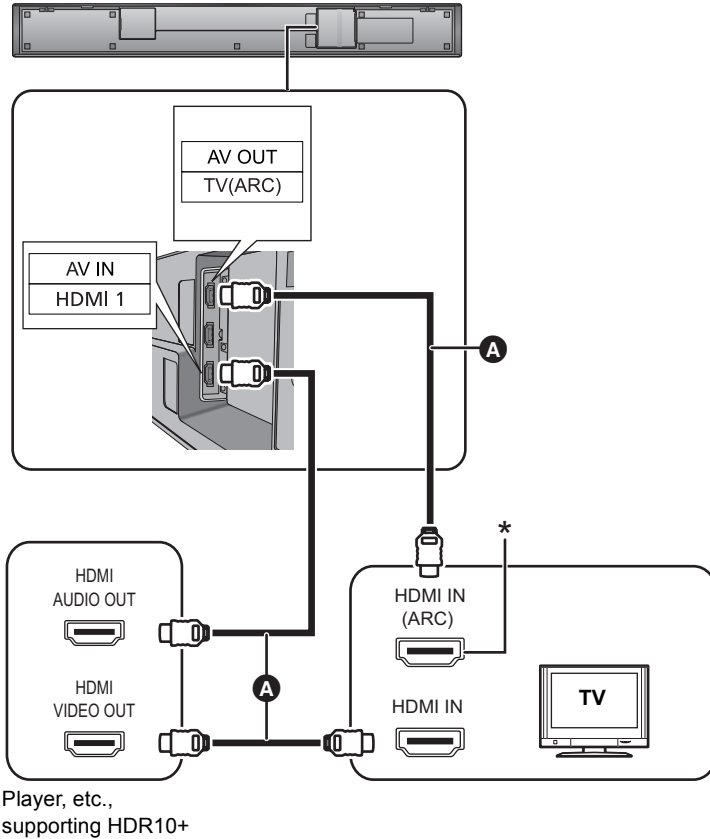 AV OUT
TV(ARC)
AV IN
HDMI 1
A
*
HDMI
AUDIO OUT
HDMI IN
(ARC)
HDMI
VIDEO OUT
A
HDMI IN
TV
Player, etc.,
supporting HDR10+